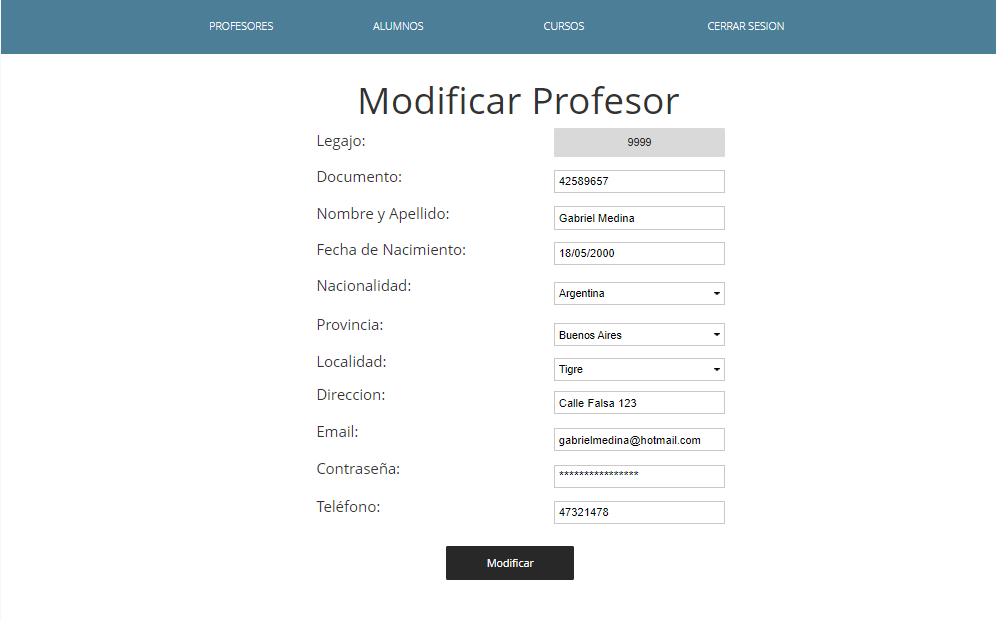 PROFESORES ALUMNOS CURSOS CERRAR SESION
Modificar Profesor
Legajo: 9999
Documento: 42589657
Nombre y Apellido: Gabriel Medina
Fecha de Nacimiento: 18/05/2000
Nacionalidad: Argentina
Provincia: Buenos Aires
Localidad: Tigre
Direccion: Calle Falsa 123
Email: gabrielmedina@hotmail.com
Contraseña: ****************
Teléfono: 47321478
Modificar